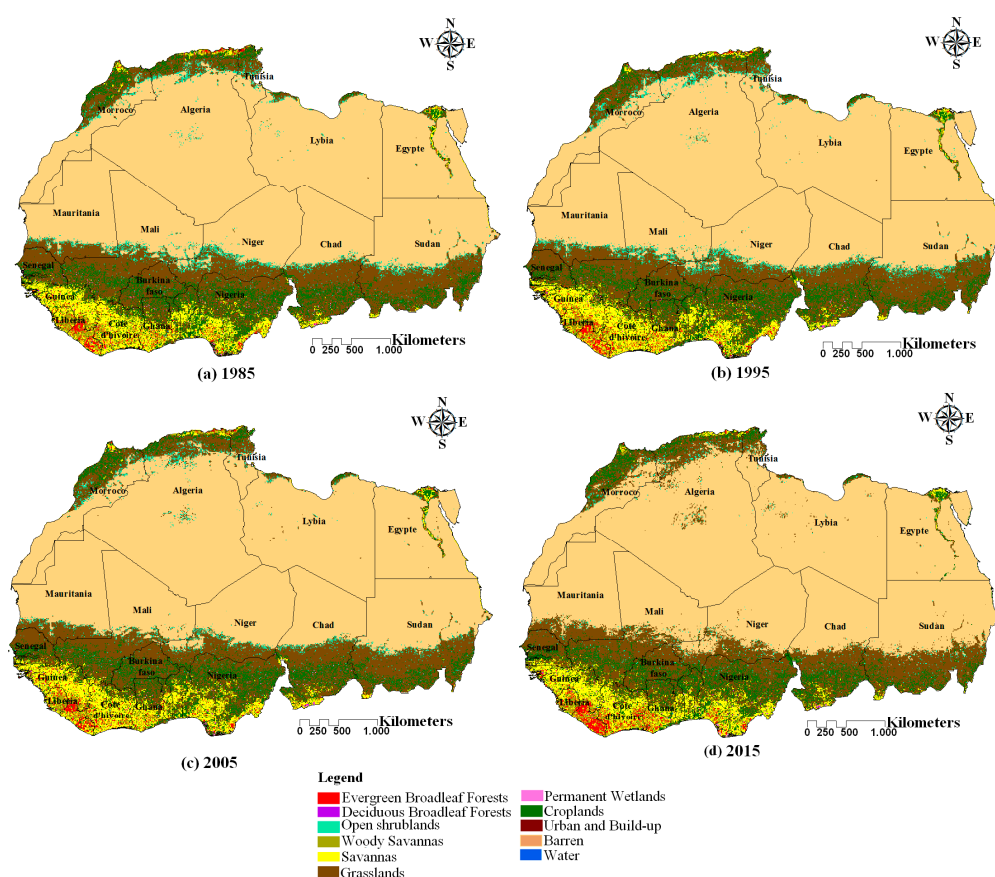 N
W E
S
Tunisia
Morroco
Algeria
Lybia
Egypte
Mauritania
Mali
Niger
Chad
Sudan
Senegal
Burkina
faso
Guinea
Nigeria
Liberia
Cote
d'ivoire
Ghana
Kilometers
0 250 500 1.000
(a) 1985
N
W E
S
Tunisia
Morroco
Algeria
Lybia
Egypte
Mauritania
Mali
Niger
Chad
Sudan
Senegal
Burkina
faso
Guinea
Nigeria
Liberia
Cote
d'ivoire
Ghana
Kilometers
0 250 500 1.000
(b) 1995
N
W E
S
Tunisia
Morroco
Algeria
Lybia
Egypte
Mauritania
Mali
Niger
Chad
Sudan
Senegal
Burkina
faso
Guinea
Nigeria
Liberia
Cote
d'ivoire
Ghana
Kilometers
0 250 500 1.000
(c) 2005
N
W E
S
Tunisia
Morroco
Algeria
Lybia
Egypte
Mauritania
Mali
Niger
Chad
Sudan
Senegal
Burkina
faso
Guinea
Nigeria
Liberia
Cote
d'ivoire
Ghana
Kilometers
0 250 500 1.000
(d) 2015
Legend
Evergreen Broadleaf Forests
Deciduous Broadleaf Forests
Open shrublands
Woody Savannas
Savannas
Grasslands
Permanent Wetlands
Croplands
Urban and Build-up
Barren
Water